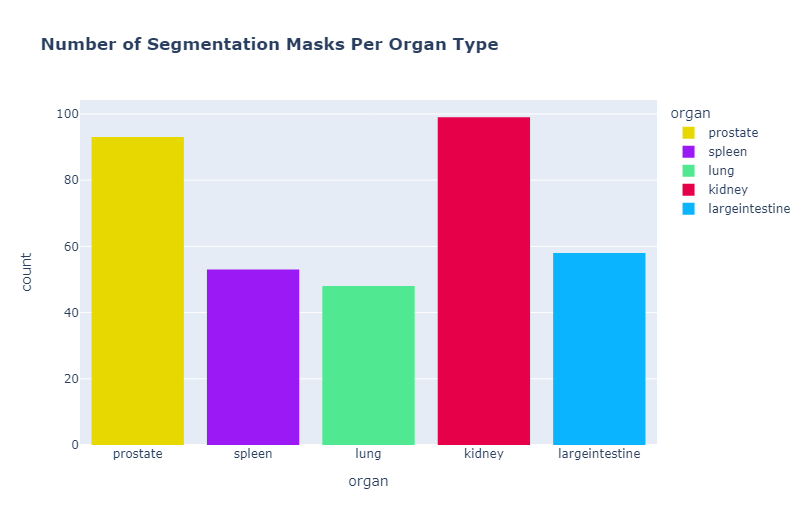 Number of Segmentation Masks Per Organ Type
100
80
60
40
20
0
count
prostate spleen lung kidney largeintestine
organ
organ
prostate
spleen
lung
kidney
largeintestine